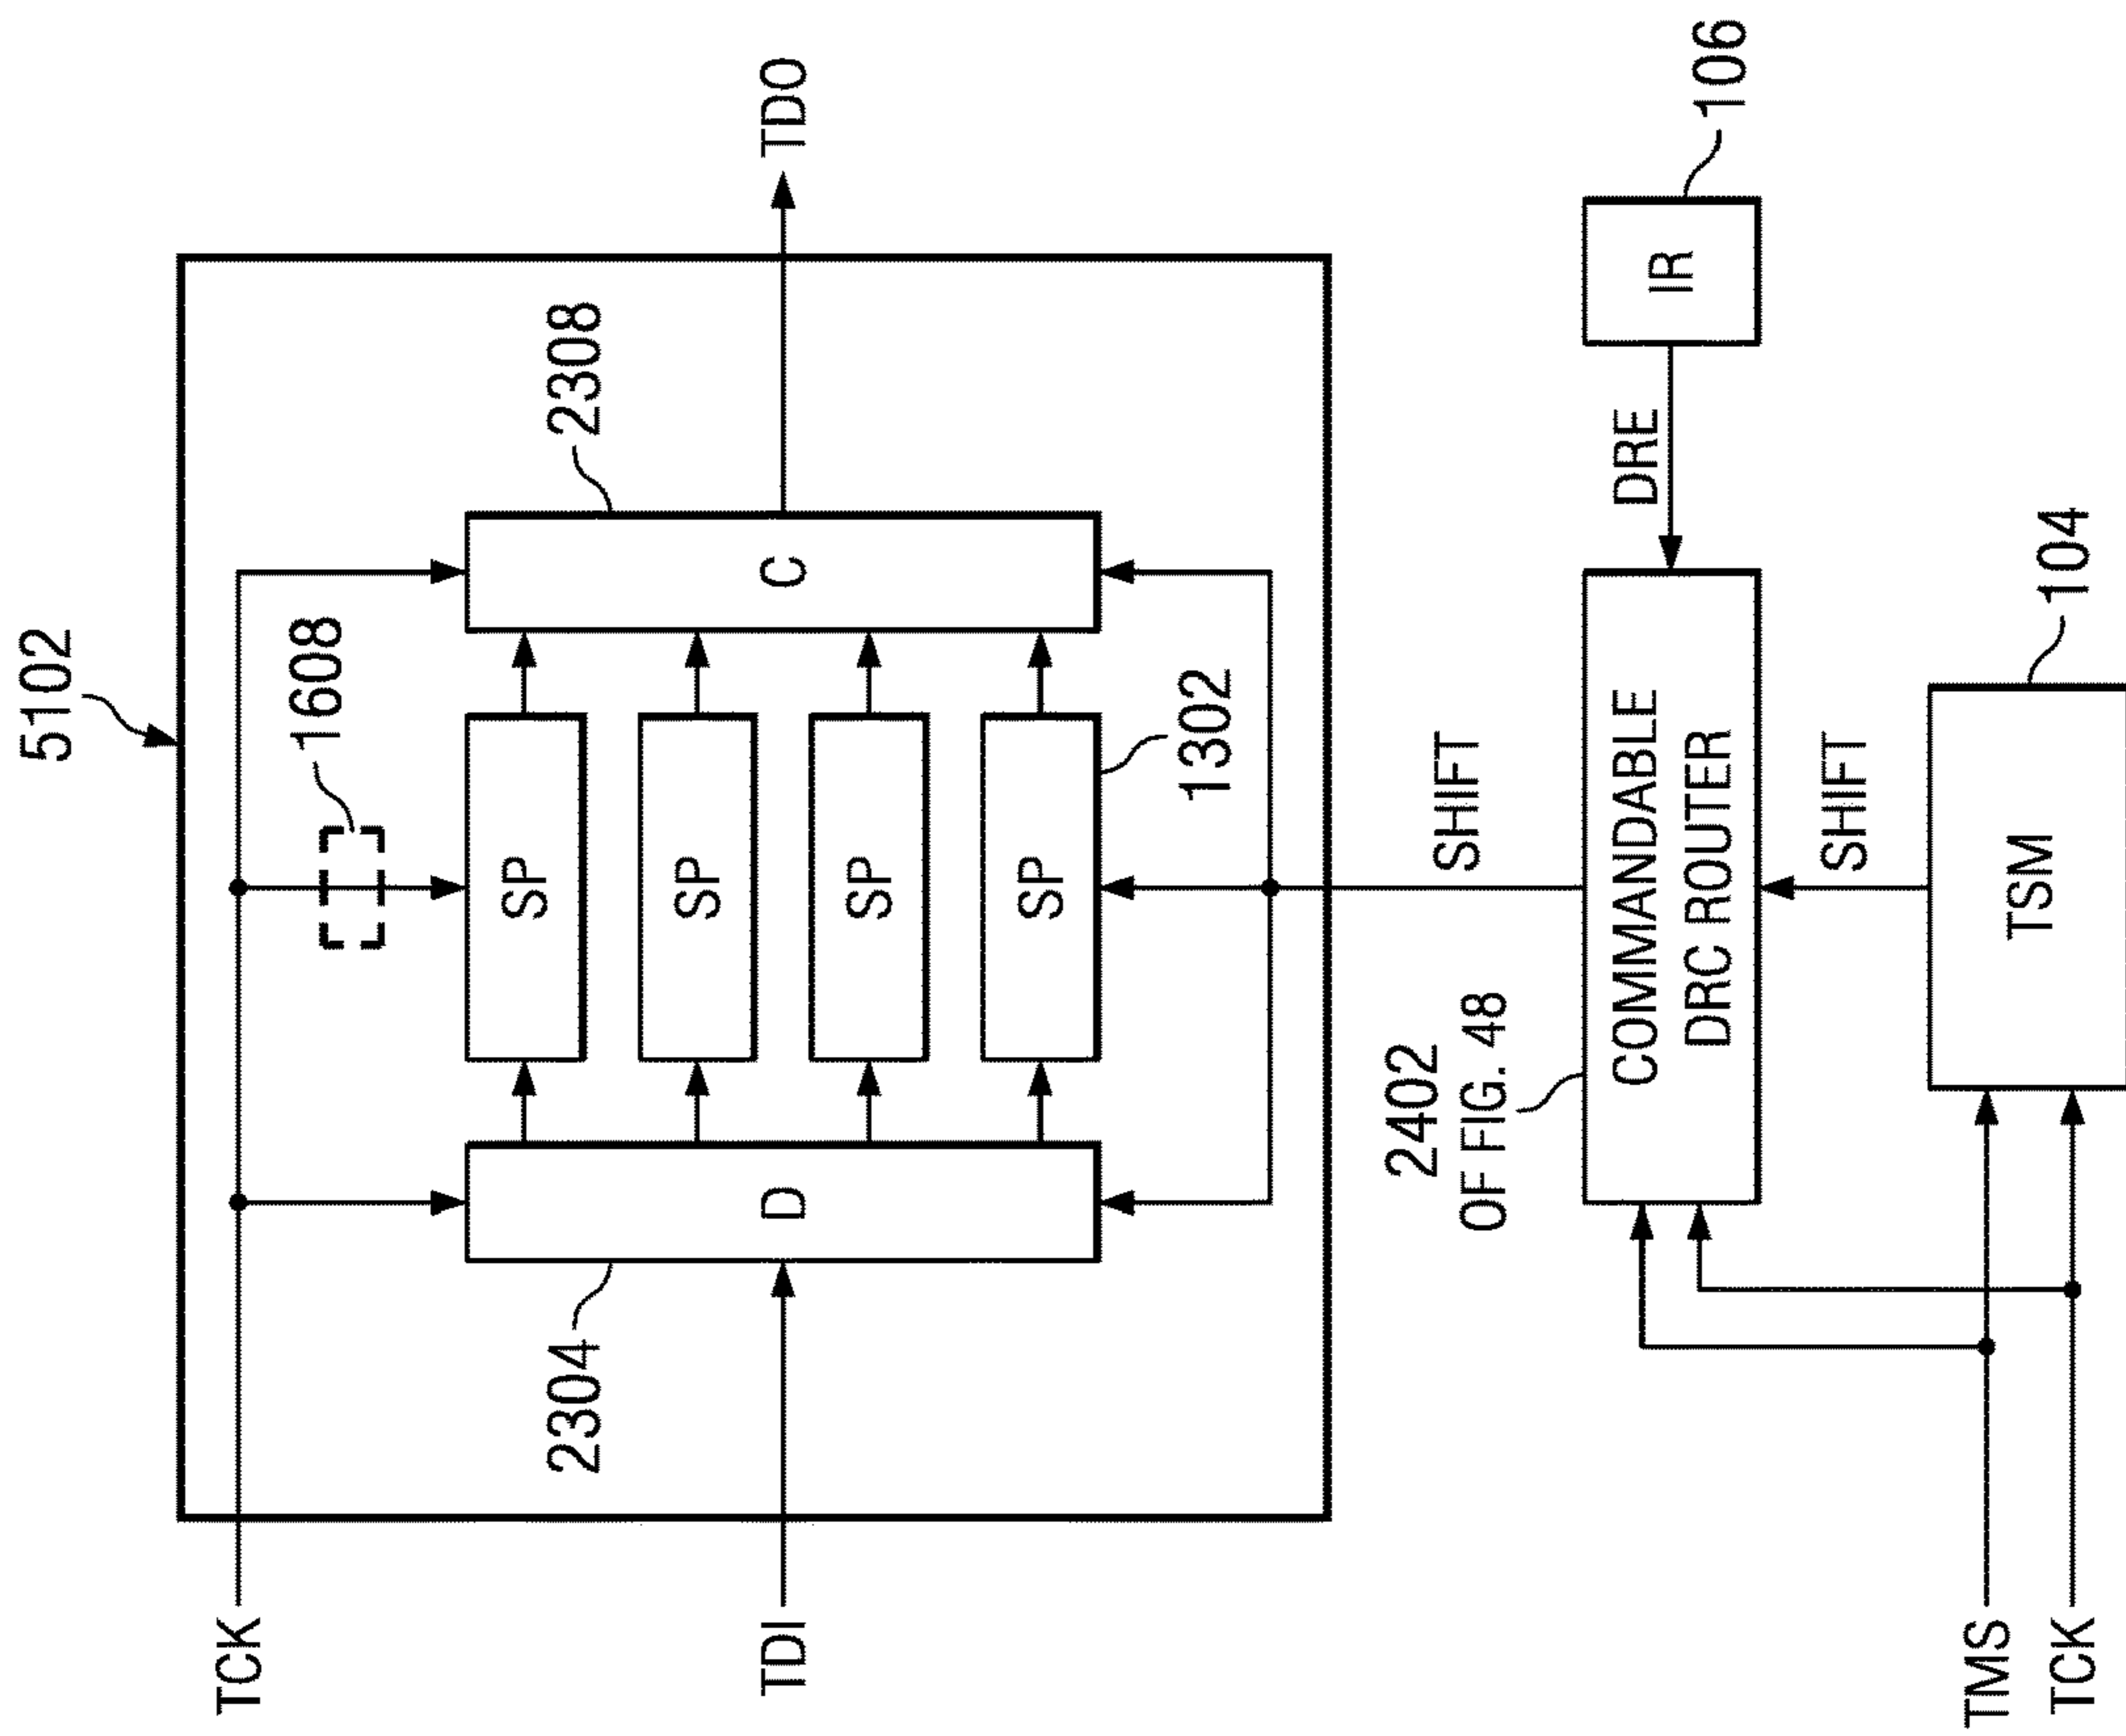 5102
TCK
1608
2304
2308
TDI
D
SP
SP
SP
SP
C
TDO
1302
SHIFT
2402
OF FIG. 48
COMMANDABLE
DRC ROUTER
DRE
IR
106
SHIFT
TSM
104
TMS
TCK